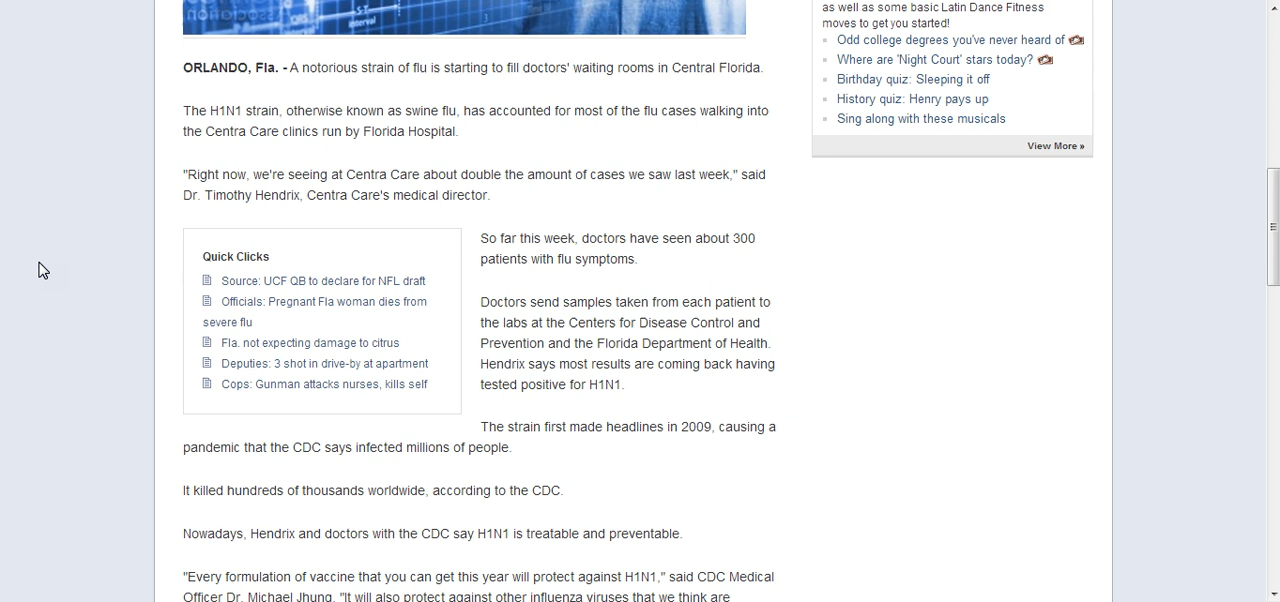 ORLANDO, Fla. - A notorious strain of flu is starting to fill doctors' waiting rooms in Central Florida.
The H1N1 strain, otherwise known as swine flu, has accounted for most of the flu cases walking into
the Centra Care clinics run by Florida Hospital.
"Right now, we're seeing at Centra Care about double the amount of cases we saw last week," said
Dr. Timothy Hendrix, Centra Care's medical director.
Quick Clicks
Source: UCF QB to declare for NFL draft
Officials: Pregnant Fla woman dies from
severe flu
Fla. not expecting damage to citrus
Deputies: 3 shot in drive-by at apartment
Cops: Gunman attacks nurses, kills self
So far this week, doctors have seen about 300
patients with flu symptoms.
Doctors send samples taken from each patient to
the labs at the Centers for Disease Control and
Prevention and the Florida Department of Health.
Hendrix says most results are coming back having
tested positive for H1N1.
The strain first made headlines in 2009, causing a
pandemic that the CDC says infected millions of people.
It killed hundreds of thousands worldwide, according to the CDC.
Nowadays, Hendrix and doctors with the CDC say H1N1 is treatable and preventable.
"Every formulation of vaccine that you can get this year will protect against H1N1," said CDC Medical
Officer Dr. Michael Jhung. "It will also protect against other influenza viruses that we think are
as well as some basic Latin Dance Fitness
moves to get you started!
Odd college degrees you've never heard of
Where are 'Night Court' stars today?
Birthday quiz: Sleeping it off
History quiz: Henry pays up
Sing along with these musicals
View More »